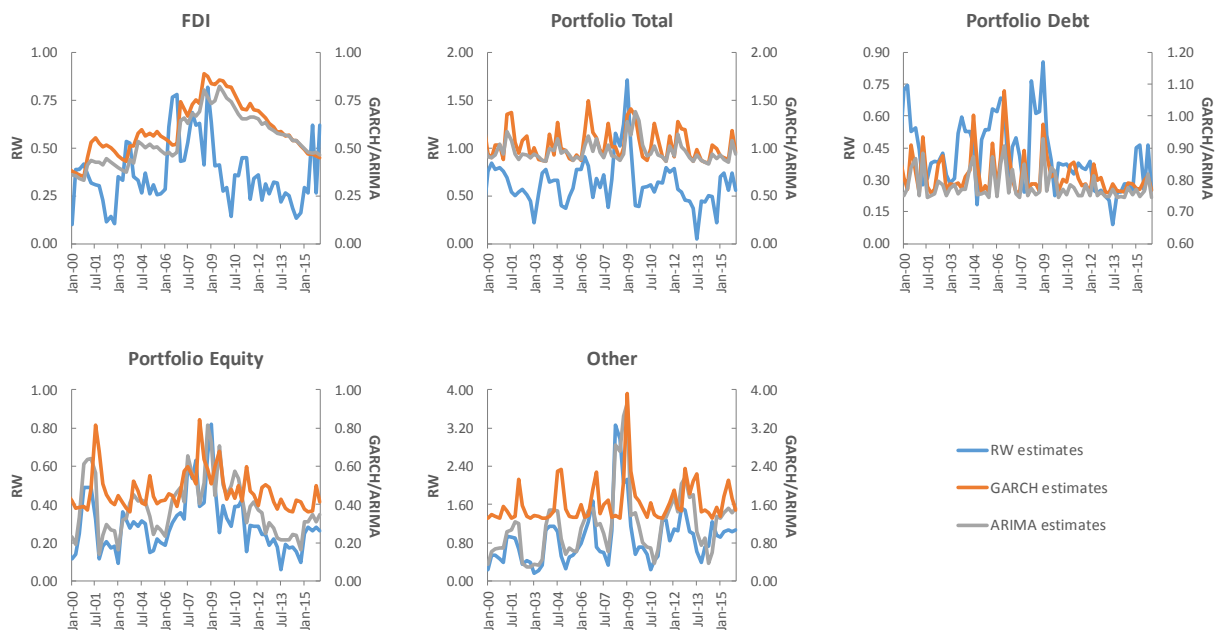 FDI
1.00
0.75
0.50
0.25
0.00
RW
1.00
0.75
0.50
0.25
0.00
GARCH/ARIMA
Jan-00
Jul-01
Jan-03
Jul-04
Jan-06
Jul-07
Jan-09
Jul-10
Jan-12
Jul-13
Jan-15
Portfolio Total
2.00
1.50
1.00
0.50
0.00
RW
2.00
1.50
1.00
0.50
0.00
GARCH/ARIMA
Jan-00
Jul-01
Jan-03
Jul-04
Jan-06
Jul-07
Jan-09
Jul-10
Jan-12
Jul-13
Jan-15
Portfolio Debt
0.90
0.75
0.60
0.45
0.30
0.15
0.00
RW
1.20
1.10
1.00
0.90
0.80
0.70
0.60
GARCH/ARIMA
Jan-00
Jul-01
Jan-03
Jul-04
Jan-06
Jul-07
Jan-09
Jul-10
Jan-12
Jul-13
Jan-15
Portfolio Equity
1.00
0.80
0.60
0.40
0.20
0.00
RW
1.00
0.80
0.60
0.40
0.20
0.00
GARCH/ARIMA
Jan-00
Jul-01
Jan-03
Jul-04
Jan-06
Jul-07
Jan-09
Jul-10
Jan-12
Jul-13
Jan-15
Other
4.00
3.20
2.40
1.60
0.80
0.00
RW
4.00
3.20
2.40
1.60
0.80
0.00
GARCH/ARIMA
Jan-00
Jul-01
Jan-03
Jul-04
Jan-06
Jul-07
Jan-09
Jul-10
Jan-12
Jul-13
Jan-15
RW estimates
GARCH estimates
ARIMA estimates